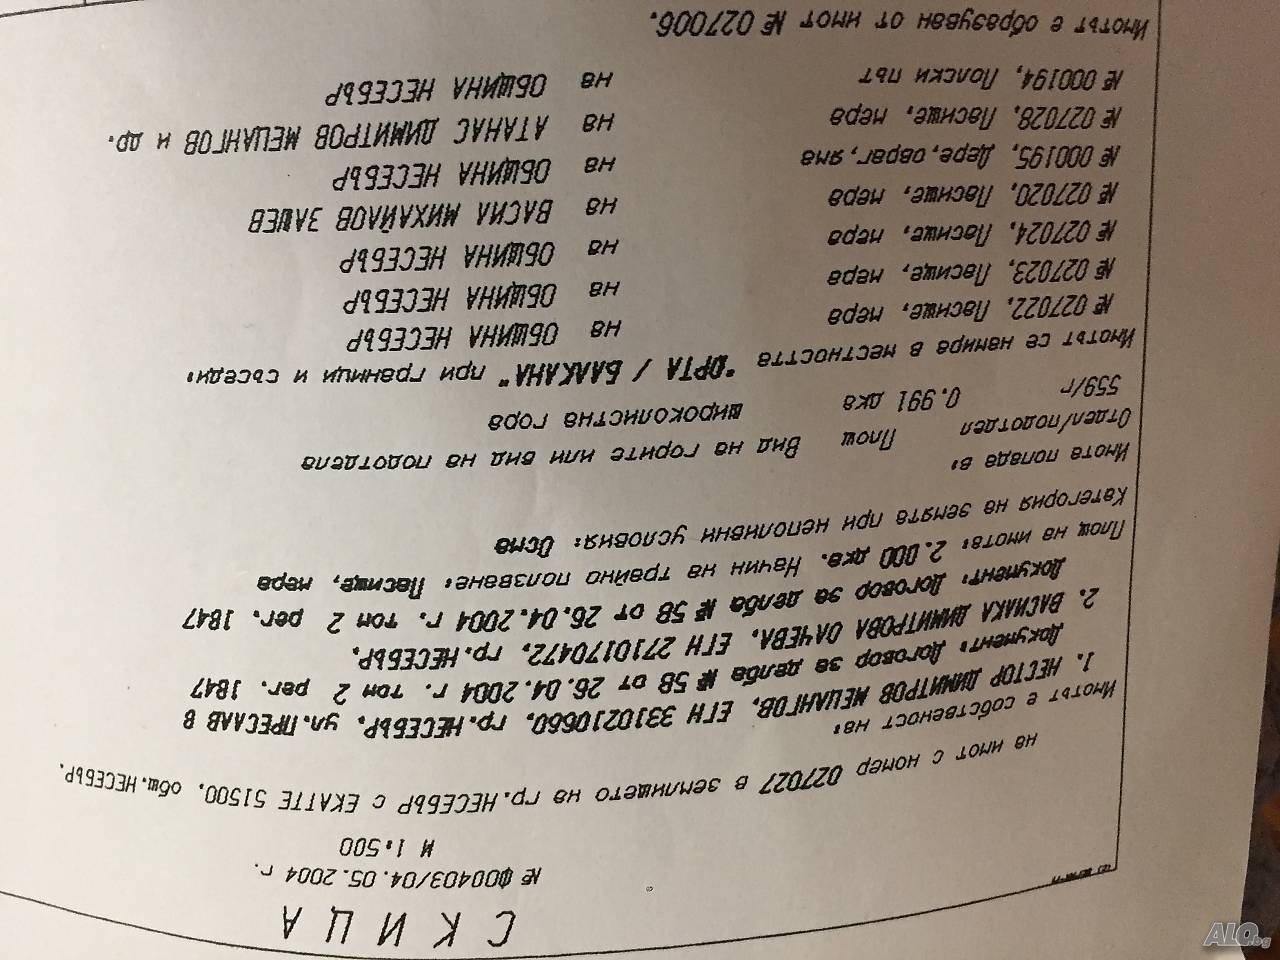 СКИЦА
№ Ф00403/04.05.2004 г.
М 1:500
на имот с номер 027027 в землището на гр.НЕСЕБЪР с ЕКАТТЕ 51500, общ.НЕСЕБЪР.
Имотът е собственост на:
1. НЕСТОР ДИМИТРОВ МЕЦАНГОВ, ЕГН 3310210660, гр.НЕСЕБЪР, ул.ПРЕСЛАВ 8
Документ: Договор за делба № 58 от 26.04.2004 г. том 2 рег. 1847
2. ВАСИЛКА ДИМИТРОВА ОЛЧЕВА, ЕГН 2710170472, гр.НЕСЕБЪР.
Документ: Договор за делба № 58 от 26.04.2004 г. том 2 рег. 1847
Площ на имота: 2.000 дка. Начин на трайно ползване: Пасище, мера
Категория на земята при неполивни условия: Осма
Имота попада в:
Отдел/подотдел Площ Вид на горите или вид на подотдела
559/г 0.991 дка широколистна гора
Имотът се намира в местността "ОРТА / БАЛКАНА" при граници и съседи:
№ 027022, Пасище, мера на ОБЩИНА НЕСЕБЪР
№ 027023, Пасище, мера на ОБЩИНА НЕСЕБЪР
№ 027024, Пасище, мера на ОБЩИНА НЕСЕБЪР
№ 027020, Пасище, мера на ВАСИЛ МИХАЙЛОВ ЗАШЕВ
№ 000195, Дере, овраг, яма на ОБЩИНА НЕСЕБЪР
№ 027028, Пасище, мера на АТАНАС ДИМИТРОВ МЕЦАНГОВ и др.
№ 000194, Полски път на ОБЩИНА НЕСЕБЪР
Имотът е образуван от имот № 027006.
ALO.bg